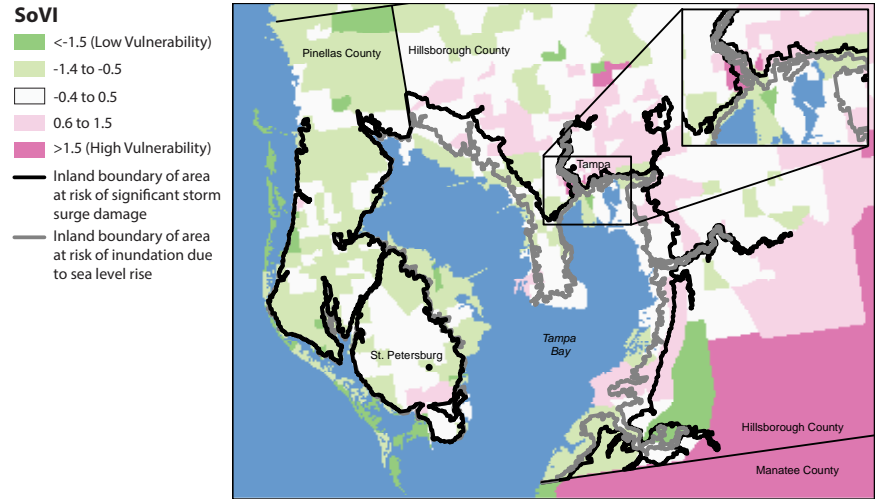 SoVI
<-1.5 (Low Vulnerability)
-1.4 to -0.5
-0.4 to 0.5
0.6 to 1.5
>1.5 (High Vulnerability)
Inland boundary of area
at risk of significant storm
surge damage
Inland boundary of area
at risk of inundation due
to sea level rise
Pinellas County
Hillsborough County
Tampa
Tampa
Bay
St. Petersburg
Hillsborough County
Manatee County